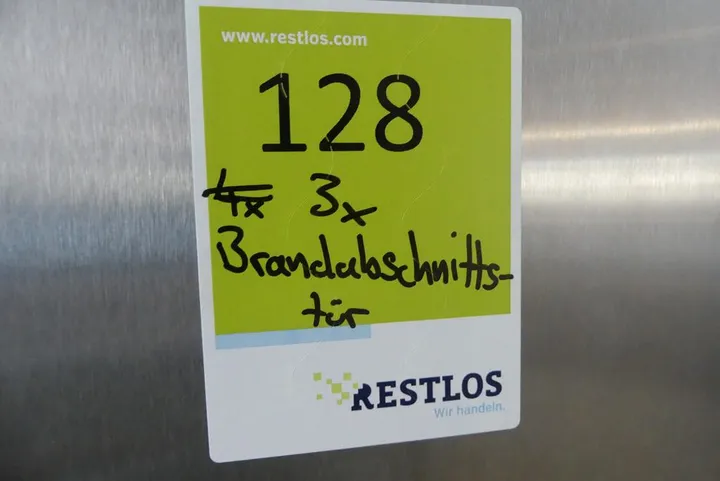 www.restlos.com
128
4x 3x
Brandabschnitts-
tür
RESTLOS
Wir handeln.